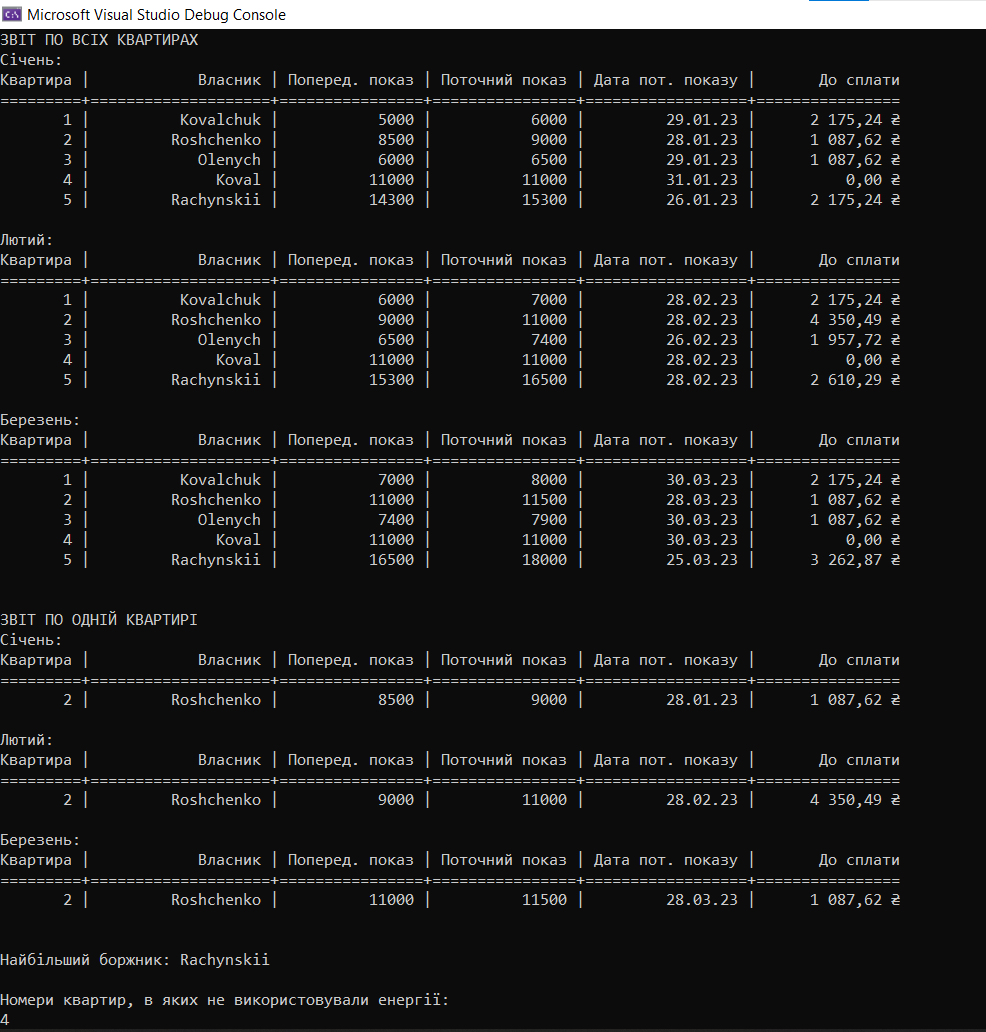 Microsoft Visual Studio Debug Console
ЗВІТ ПО ВСІХ КВАРТИРАХ
Січень:
Квартира | Власник | Поперед. показ | Поточний показ | Дата пот. показу | До сплати
=========+====================+================+================+==================+================
1 | Kovalchuk | 5000 | 6000 | 29.01.23 | 2 175,24 ₴
2 | Roshchenko | 8500 | 9000 | 28.01.23 | 1 087,62 ₴
3 | Olenych | 6000 | 6500 | 29.01.23 | 1 087,62 ₴
4 | Koval | 11000 | 11000 | 31.01.23 | 0,00 ₴
5 | Rachynskii | 14300 | 15300 | 26.01.23 | 2 175,24 ₴
Лютий:
Квартира | Власник | Поперед. показ | Поточний показ | Дата пот. показу | До сплати
=========+====================+================+================+==================+================
1 | Kovalchuk | 6000 | 7000 | 28.02.23 | 2 175,24 ₴
2 | Roshchenko | 9000 | 11000 | 28.02.23 | 4 350,49 ₴
3 | Olenych | 6500 | 7400 | 26.02.23 | 1 957,72 ₴
4 | Koval | 11000 | 11000 | 28.02.23 | 0,00 ₴
5 | Rachynskii | 15300 | 16500 | 28.02.23 | 2 610,29 ₴
Березень:
Квартира | Власник | Поперед. показ | Поточний показ | Дата пот. показу | До сплати
=========+====================+================+================+==================+================
1 | Kovalchuk | 7000 | 8000 | 30.03.23 | 2 175,24 ₴
2 | Roshchenko | 11000 | 11500 | 28.03.23 | 1 087,62 ₴
3 | Olenych | 7400 | 7900 | 30.03.23 | 1 087,62 ₴
4 | Koval | 11000 | 11000 | 30.03.23 | 0,00 ₴
5 | Rachynskii | 16500 | 18000 | 25.03.23 | 3 262,87 ₴
ЗВІТ ПО ОДНІЙ КВАРТИРІ
Січень:
Квартира | Власник | Поперед. показ | Поточний показ | Дата пот. показу | До сплати
=========+====================+================+================+==================+================
2 | Roshchenko | 8500 | 9000 | 28.01.23 | 1 087,62 ₴
Лютий:
Квартира | Власник | Поперед. показ | Поточний показ | Дата пот. показу | До сплати
=========+====================+================+================+==================+================
2 | Roshchenko | 9000 | 11000 | 28.02.23 | 4 350,49 ₴
Березень:
Квартира | Власник | Поперед. показ | Поточний показ | Дата пот. показу | До сплати
=========+====================+================+================+==================+================
2 | Roshchenko | 11000 | 11500 | 28.03.23 | 1 087,62 ₴
Найбільший боржник: Rachynskii
Номери квартир, в яких не використовували енергії:
4